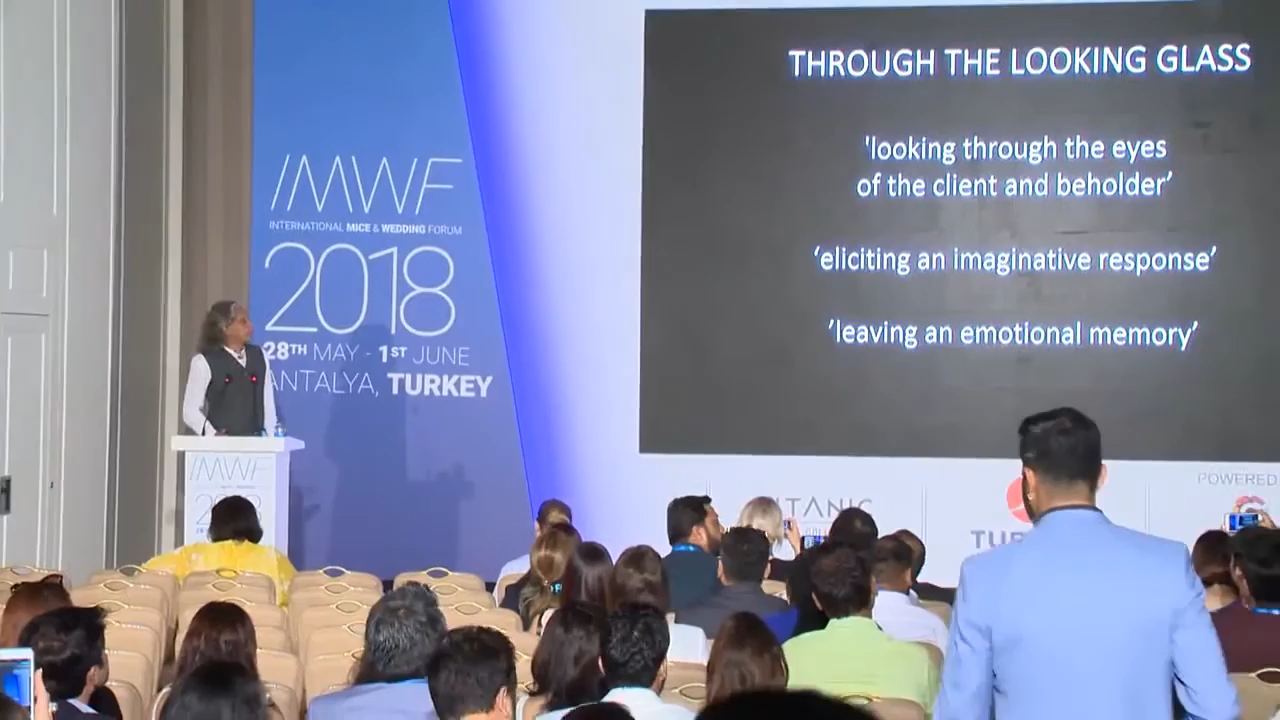 IMWF
INTERNATIONAL MICE & WEDDING FORUM
2018
28TH MAY - 1ST JUNE
ANTALYA, TURKEY
THROUGH THE LOOKING GLASS
'looking through the eyes
of the client and beholder’
‘eliciting an imaginative response’
’leaving an emotional memory’
IMWF
POWERED